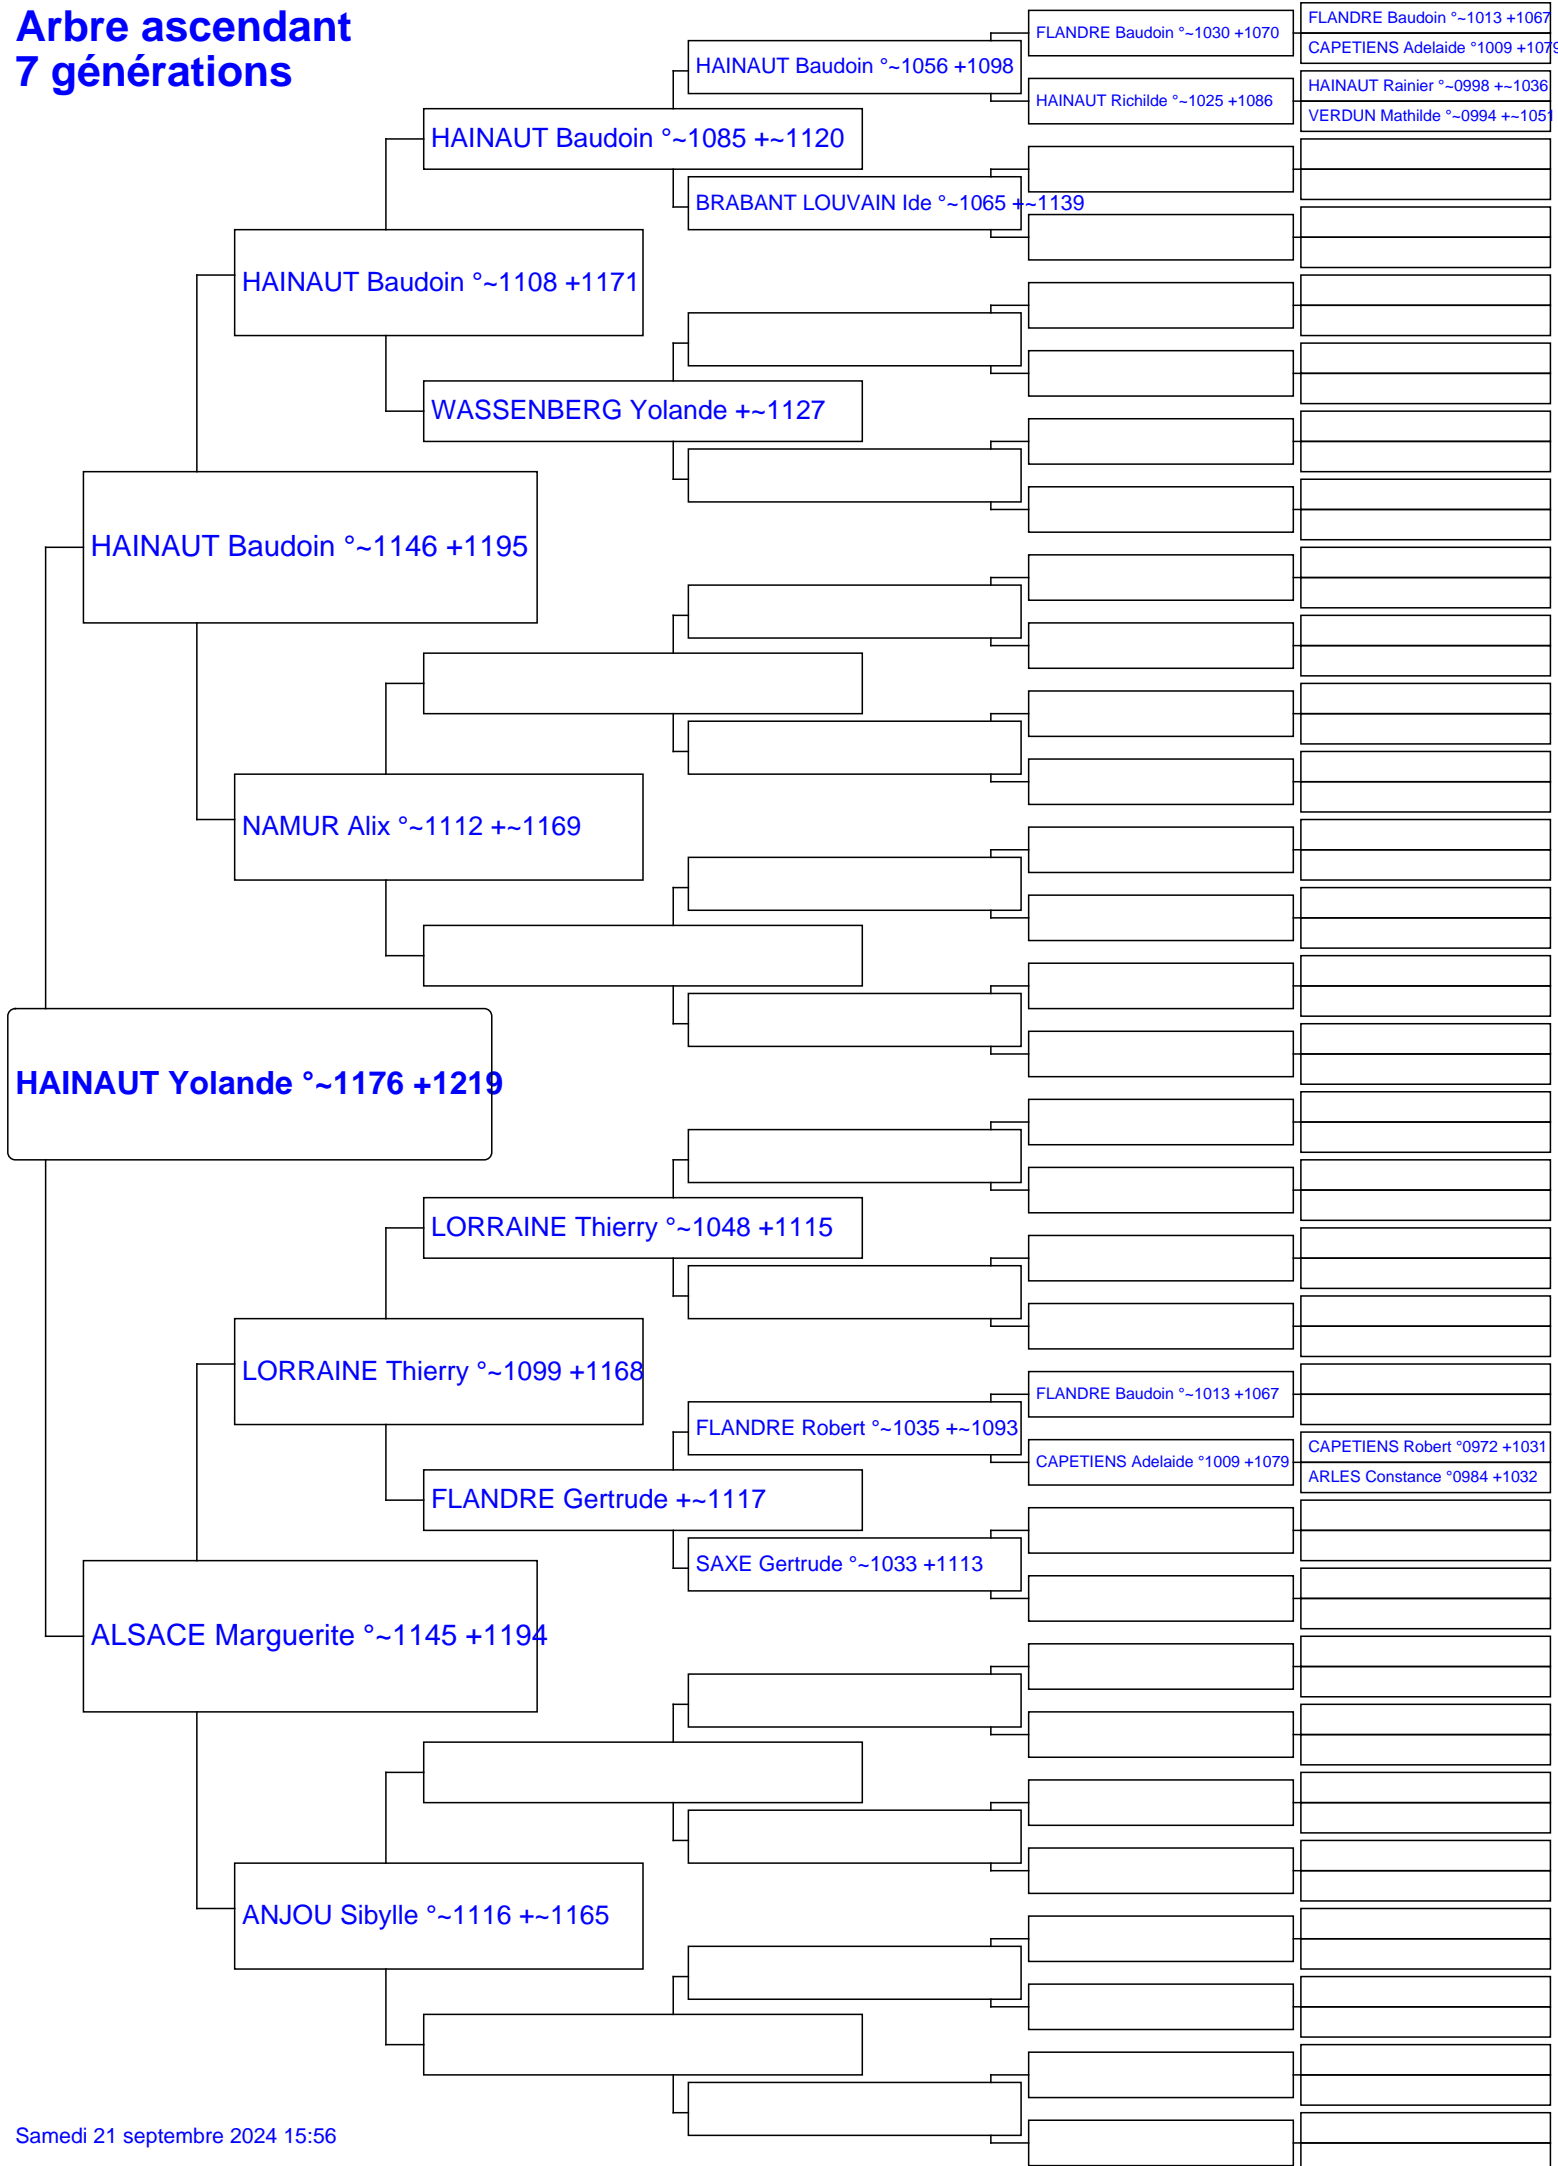 Arbre ascendant
7 générations
FLANDRE Baudoin °~1013 +1067
FLANDRE Baudoin °~1030 +1070
CAPETIENS Adelaide °1009 +1079
HAINAUT Baudoin °~1056 +1098
HAINAUT Rainier °~0998 +~1036
HAINAUT Richilde °~1025 +1086
VERDUN Mathilde °~0994 +~1051
HAINAUT Baudoin °~1085 +~1120
BRABANT LOUVAIN Ide °~1065 +~1139
HAINAUT Baudoin °~1108 +1171
WASSENBERG Yolande +~1127
HAINAUT Baudoin °~1146 +1195
NAMUR Alix °~1112 +~1169
HAINAUT Yolande °~1176 +1219
LORRAINE Thierry °~1048 +1115
LORRAINE Thierry °~1099 +1168
FLANDRE Baudoin °~1013 +1067
FLANDRE Robert °~1035 +~1093
CAPETIENS Robert °0972 +1031
CAPETIENS Adelaide °1009 +1079
ARLES Constance °0984 +1032
FLANDRE Gertrude +~1117
SAXE Gertrude °~1033 +1113
ALSACE Marguerite °~1145 +1194
ANJOU Sibylle °~1116 +~1165
Samedi 21 septembre 2024 15:56